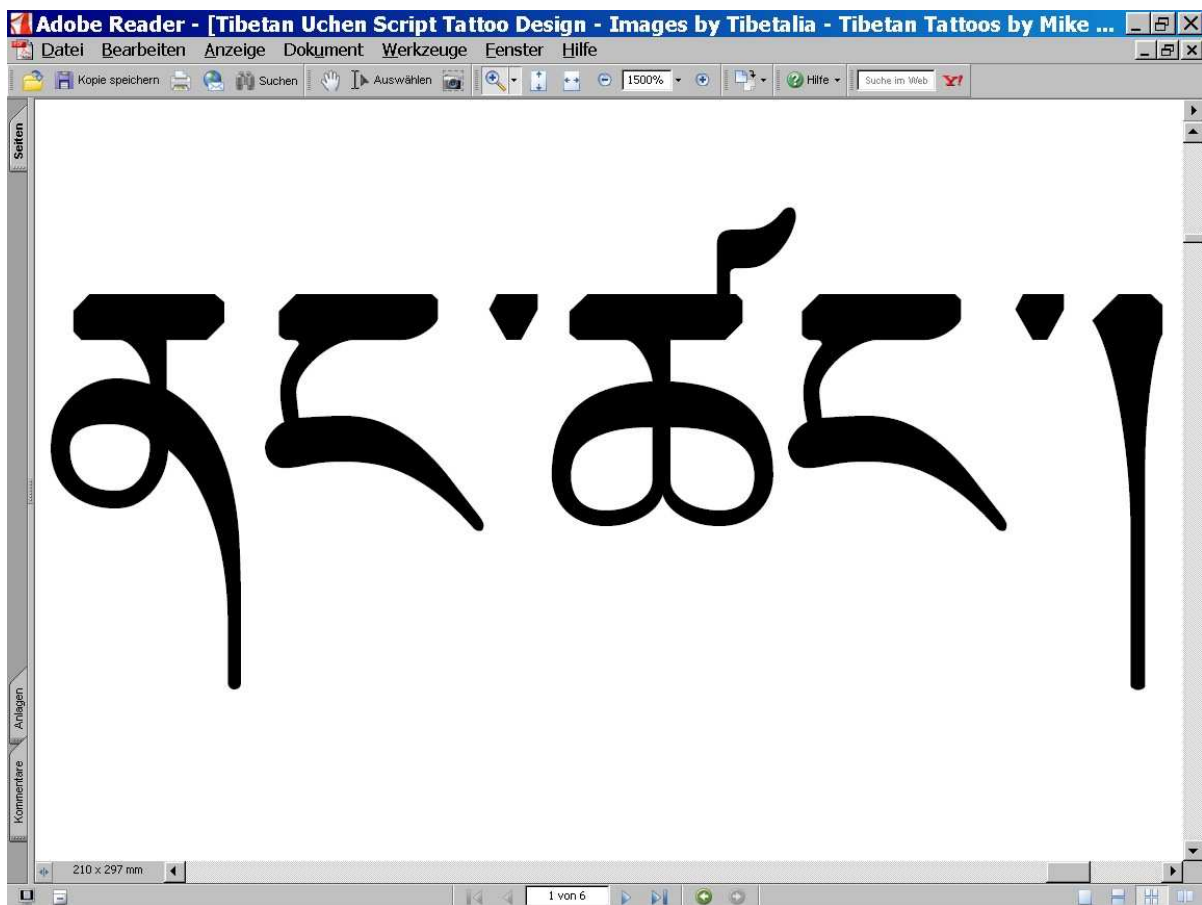 Adobe Reader - [Tibetan Uchen Script Tattoo Design - Images by Tibetalia - Tibetan Tattoos by Mike ...
Datei Bearbeiten Anzeige Dokument Werkzeuge Fenster Hilfe
Kopie speichern Suchen Auswählen 1500% Hilfe Suche im Web Y!
Seiten
ནང་ཚང་།
Anlagen
Kommentare
210 x 297 mm
1 von 6